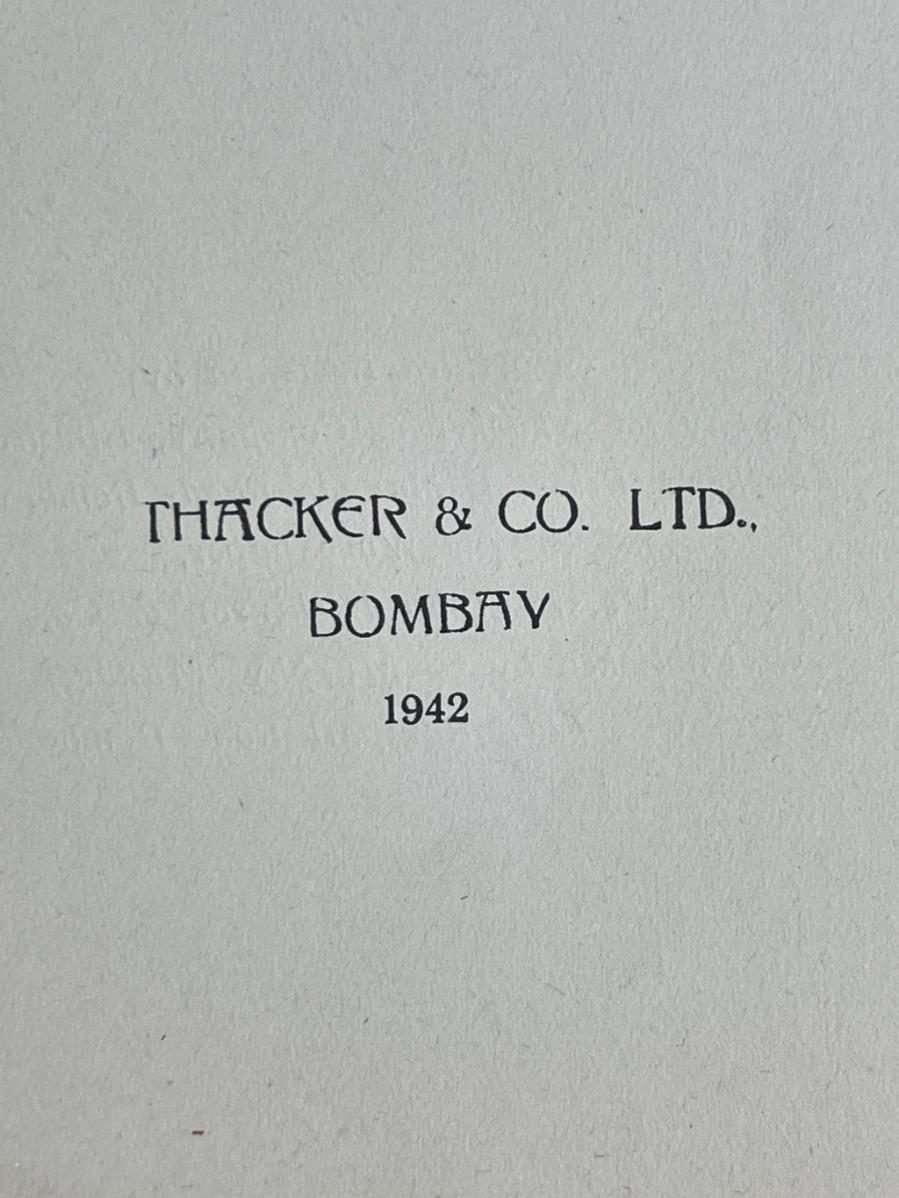 THACKER & CO. LTD.,
BOMBAY
1942